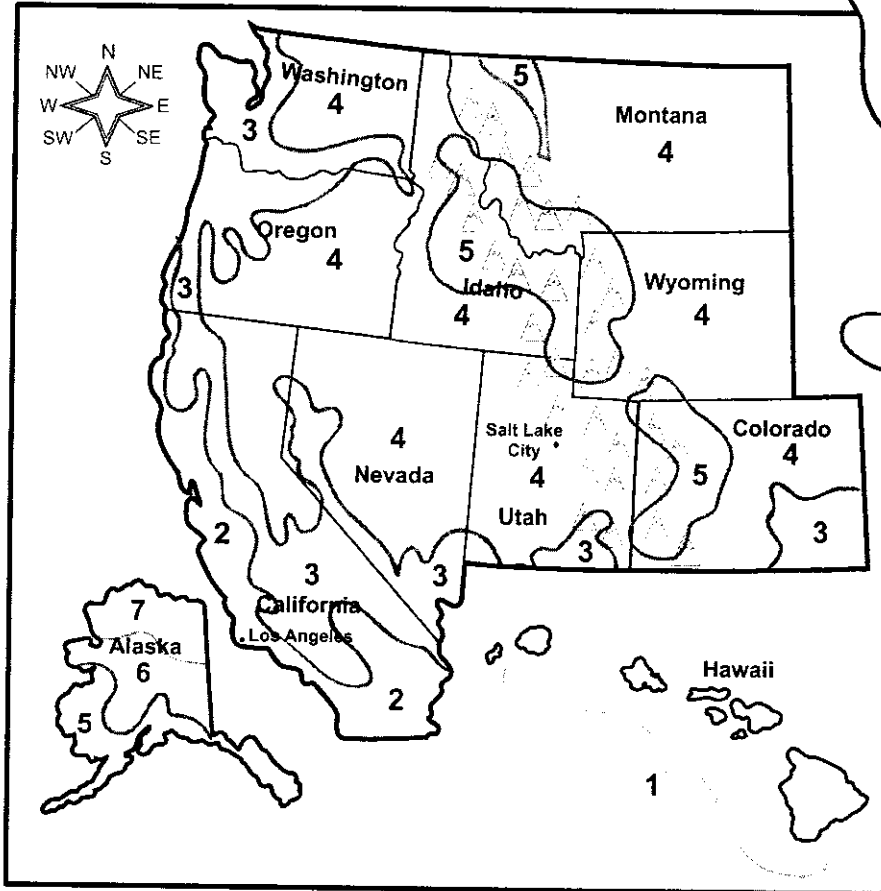 N
NW NE
W E
SW SE
S
Washington
4
3
5
Montana
4
Oregon
4
3
5
Idaho
4
Wyoming
4
4
Nevada
Salt Lake
City
4
Utah
3
Colorado
4
5
3
2
3
California
Los Angeles
3
2
7
Alaska
6
5
Hawaii
1